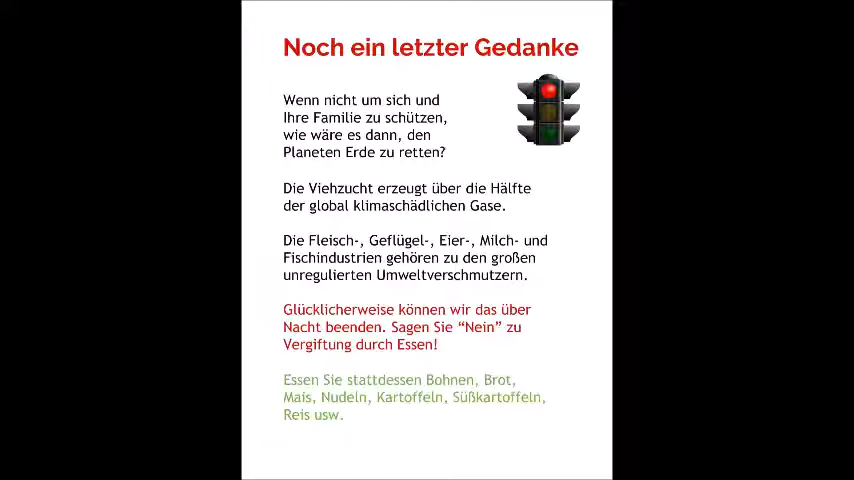 Noch ein letzter Gedanke
Wenn nicht um sich und
Ihre Familie zu schützen,
wie wäre es dann, den
Planeten Erde zu retten?
Die Viehzucht erzeugt über die Hälfte
der global klimaschädlichen Gase.
Die Fleisch-, Geflügel-, Eier-, Milch- und
Fischindustrien gehören zu den großen
unregulierten Umweltverschmutzern.
Glücklicherweise können wir das über
Nacht beenden. Sagen Sie “Nein” zu
Vergiftung durch Essen!
Essen Sie stattdessen Bohnen, Brot,
Mais, Nudeln, Kartoffeln, Süßkartoffeln,
Reis usw.